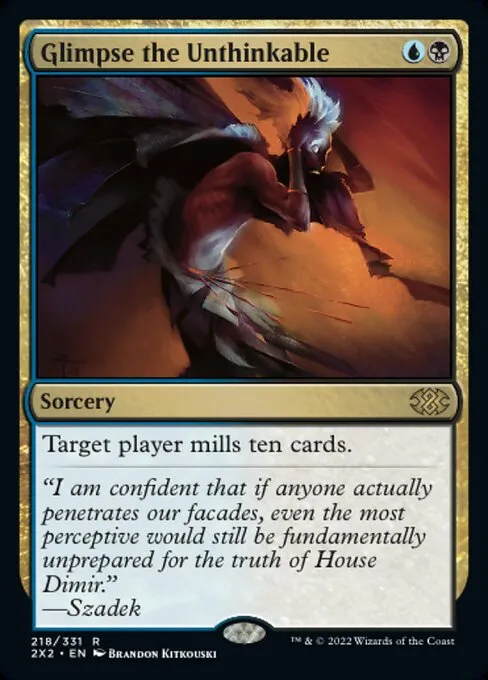 Glimpse the Unthinkable
Sorcery
Target player mills ten cards.
“I am confident that if anyone actually
penetrates our facades, even the most
perceptive would still be fundamentally
unprepared for the truth of House
Dimir.”
—Szadek
218/331 R
2X2 • EN Brandon Kitkouski
™ & © 2022 Wizards of the Coast